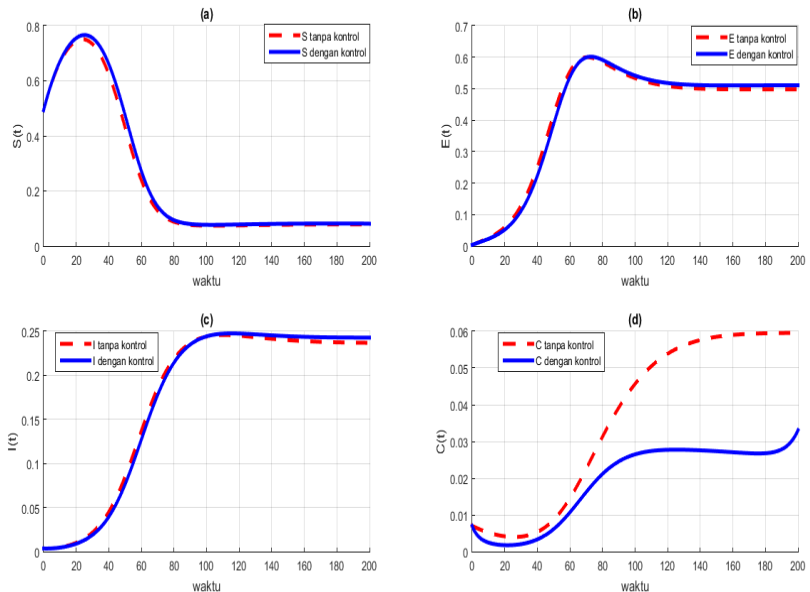 (a)
S tanpa kontrol
S dengan kontrol
0.8
0.6
0.4
0.2
0
S(t)
0 20 40 60 80 100 120 140 160 180 200
waktu
(b)
E tanpa kontrol
E dengan kontrol
0.7
0.6
0.5
0.4
0.3
0.2
0.1
0
E(t)
0 20 40 60 80 100 120 140 160 180 200
waktu
(c)
I tanpa kontrol
I dengan kontrol
0.25
0.2
0.15
0.1
0.05
0
I(t)
0 20 40 60 80 100 120 140 160 180 200
waktu
(d)
C tanpa kontrol
C dengan kontrol
0.06
0.05
0.04
0.03
0.02
0.01
0
C(t)
0 20 40 60 80 100 120 140 160 180 200
waktu